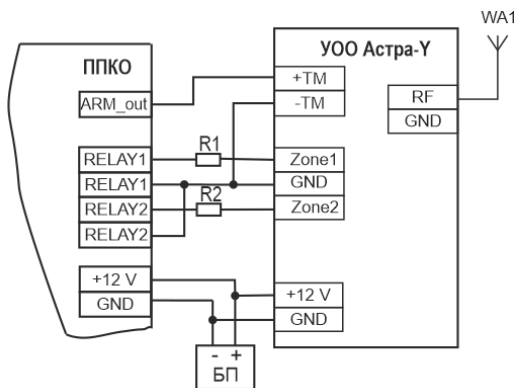 WA1
УОО Астра-Y
ППКО
+TM
ARM_out
-TM
RF
GND
R1
RELAY1
Zone1
RELAY1
GND
R2
RELAY2
Zone2
RELAY2
+12 V
+12 V
GND
GND
- +
БП